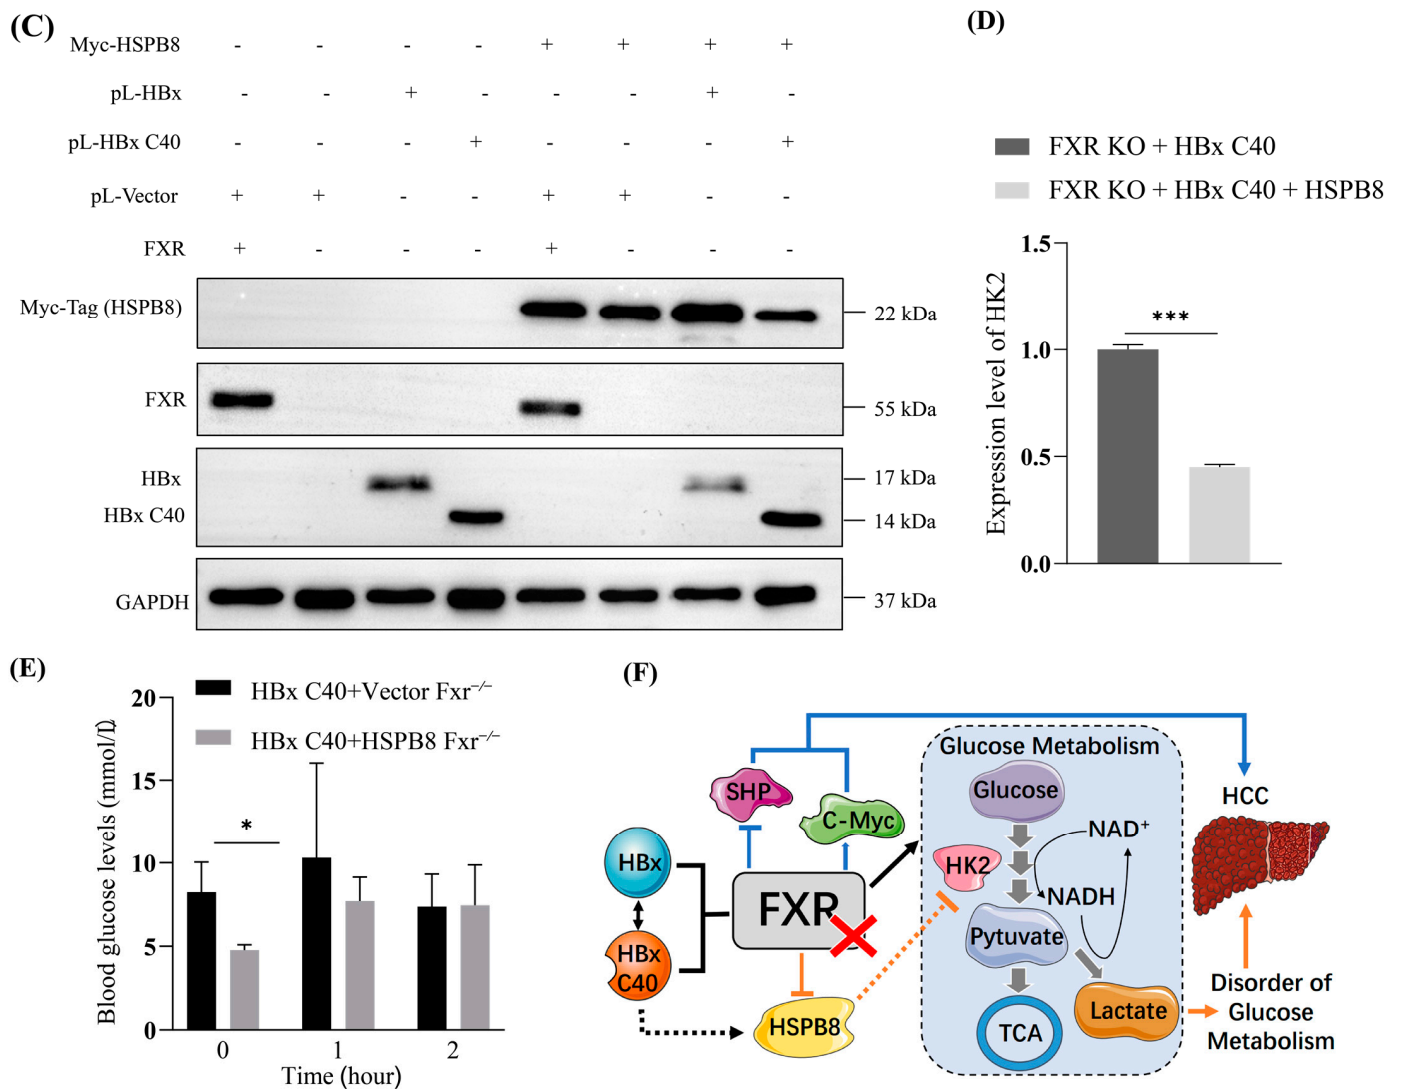 (C)
Myc-HSPB8 - - - - + + + +
pL-HBx - - + - - - + -
pL-HBx C40 - - - + - - - +
pL-Vector + + - - + + - -
FXR + - - - + - - -
Myc-Tag (HSPB8) 22 kDa
FXR 55 kDa
HBx 17 kDa
HBx C40 14 kDa
GAPDH 37 kDa
(D)
FXR KO + HBx C40
FXR KO + HBx C40 + HSPB8
Expression level of HK2
1.5
1.0
0.5
0.0
***
(E)
HBx C40+Vector Fxr⁻/⁻
HBx C40+HSPB8 Fxr⁻/⁻
Blood glucose levels (mmol/L)
20
15
10
5
0
*
0 1 2
Time (hour)
(F)
Glucose Metabolism
SHP
C-Myc
Glucose
HCC
NAD⁺
HBx
HK2
FXR
NADH
Pytuvate
HBx
C40
HSPB8
Lactate
TCA
Disorder of
Glucose
Metabolism